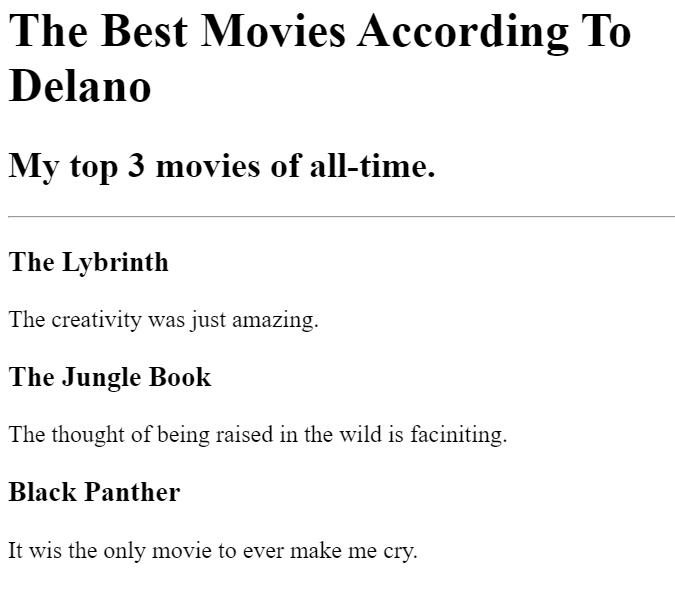 The Best Movies According To
Delano
My top 3 movies of all-time.
The Lybrinth
The creativity was just amazing.
The Jungle Book
The thought of being raised in the wild is faciniting.
Black Panther
It wis the only movie to ever make me cry.